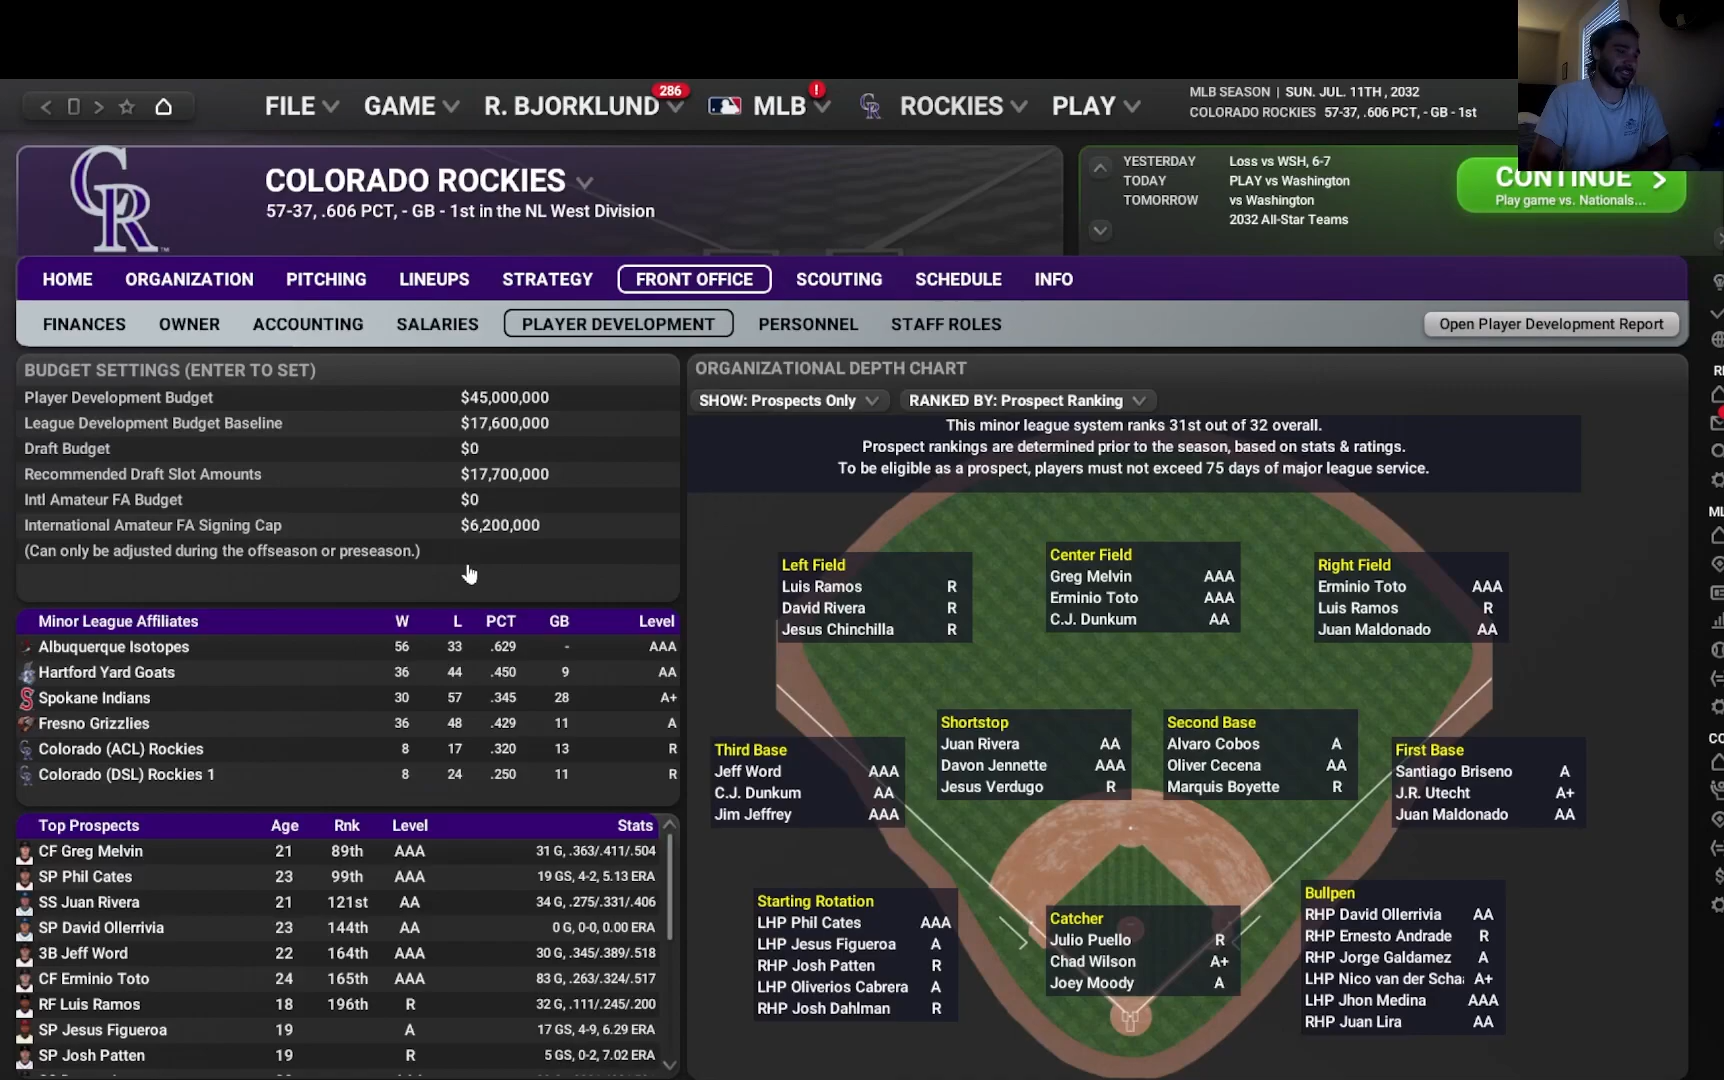 FILE GAME R. BJORKLUND 286 MLB ! ROCKIES PLAY
MLB SEASON | SUN. JUL. 11TH , 2032
COLORADO ROCKIES 57-37, .606 PCT, - GB - 1st
COLORADO ROCKIES
57-37, .606 PCT, - GB - 1st in the NL West Division
YESTERDAY Loss vs WSH, 6-7
TODAY PLAY vs Washington
TOMORROW vs Washington
2032 All-Star Teams
CONTINUE
Play game vs. Nationals...
HOME ORGANIZATION PITCHING LINEUPS STRATEGY FRONT OFFICE SCOUTING SCHEDULE INFO
FINANCES OWNER ACCOUNTING SALARIES PLAYER DEVELOPMENT PERSONNEL STAFF ROLES Open Player Development Report
BUDGET SETTINGS (ENTER TO SET)
Player Development Budget $45,000,000
League Development Budget Baseline $17,600,000
Draft Budget $0
Recommended Draft Slot Amounts $17,700,000
Intl Amateur FA Budget $0
International Amateur FA Signing Cap $6,200,000
(Can only be adjusted during the offseason or preseason.)
Minor League Affiliates W L PCT GB Level
Albuquerque Isotopes 56 33 .629 - AAA
Hartford Yard Goats 36 44 .450 9 AA
Spokane Indians 30 57 .345 28 A+
Fresno Grizzlies 36 48 .429 11 A
Colorado (ACL) Rockies 8 17 .320 13 R
Colorado (DSL) Rockies 1 8 24 .250 11 R
Top Prospects Age Rnk Level Stats
CF Greg Melvin 21 89th AAA 31 G, .363/.411/.504
SP Phil Cates 23 99th AAA 19 GS, 4-2, 5.13 ERA
SS Juan Rivera 21 121st AA 34 G, .275/.331/.406
SP David Ollerrivia 23 144th AA 0 G, 0-0, 0.00 ERA
3B Jeff Word 22 164th AAA 30 G, .345/.389/.518
CF Erminio Toto 24 165th AAA 83 G, .263/.324/.517
RF Luis Ramos 18 196th R 32 G, .111/.245/.200
SP Jesus Figueroa 19 A 17 GS, 4-9, 6.29 ERA
SP Josh Patten 19 R 5 GS, 0-2, 7.02 ERA
ORGANIZATIONAL DEPTH CHART
SHOW: Prospects Only RANKED BY: Prospect Ranking
This minor league system ranks 31st out of 32 overall.
Prospect rankings are determined prior to the season, based on stats & ratings.
To be eligible as a prospect, players must not exceed 75 days of major league service.
Left Field
Luis Ramos R
David Rivera R
Jesus Chinchilla R
Center Field
Greg Melvin AAA
Erminio Toto AAA
C.J. Dunkum AA
Right Field
Erminio Toto AAA
Luis Ramos R
Juan Maldonado AA
Third Base
Jeff Word AAA
C.J. Dunkum AA
Jim Jeffrey AAA
Shortstop
Juan Rivera AA
Davon Jennette AAA
Jesus Verdugo R
Second Base
Alvaro Cobos A
Oliver Cecena AA
Marquis Boyette R
First Base
Santiago Briseno A
J.R. Utecht A+
Juan Maldonado AA
Starting Rotation
LHP Phil Cates AAA
LHP Jesus Figueroa A
RHP Josh Patten R
LHP Oliverios Cabrera A
RHP Josh Dahlman R
Catcher
Julio Puello R
Chad Wilson A+
Joey Moody A
Bullpen
RHP David Ollerrivia AA
RHP Ernesto Andrade R
RHP Jorge Galdamez A
LHP Nico van der Scha A+
LHP Jhon Medina AAA
RHP Juan Lira AA